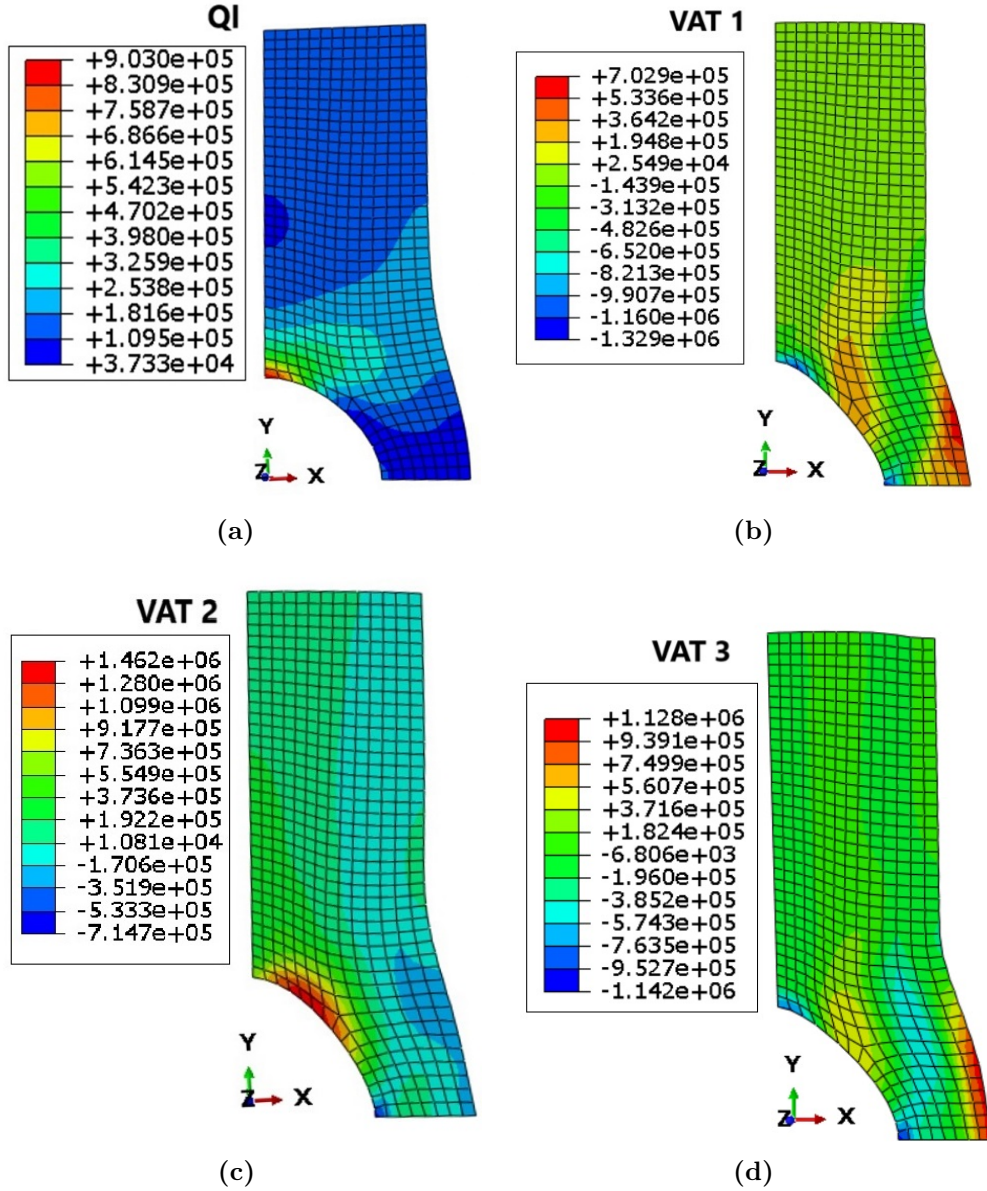 QI
+9.030e+05
+8.309e+05
+7.587e+05
+6.866e+05
+6.145e+05
+5.423e+05
+4.702e+05
+3.980e+05
+3.259e+05
+2.538e+05
+1.816e+05
+1.095e+05
+3.733e+04
Y
Z
X
(a)
VAT 1
+7.029e+05
+5.336e+05
+3.642e+05
+1.948e+05
+2.549e+04
-1.439e+05
-3.132e+05
-4.826e+05
-6.520e+05
-8.213e+05
-9.907e+05
-1.160e+06
-1.329e+06
Y
Z
X
(b)
VAT 2
+1.462e+06
+1.280e+06
+1.099e+06
+9.177e+05
+7.363e+05
+5.549e+05
+3.736e+05
+1.922e+05
+1.081e+04
-1.706e+05
-3.519e+05
-5.333e+05
-7.147e+05
Y
Z
X
(c)
VAT 3
+1.128e+06
+9.391e+05
+7.499e+05
+5.607e+05
+3.716e+05
+1.824e+05
-6.806e+03
-1.960e+05
-3.852e+05
-5.743e+05
-7.635e+05
-9.527e+05
-1.142e+06
Y
Z
X
(d)